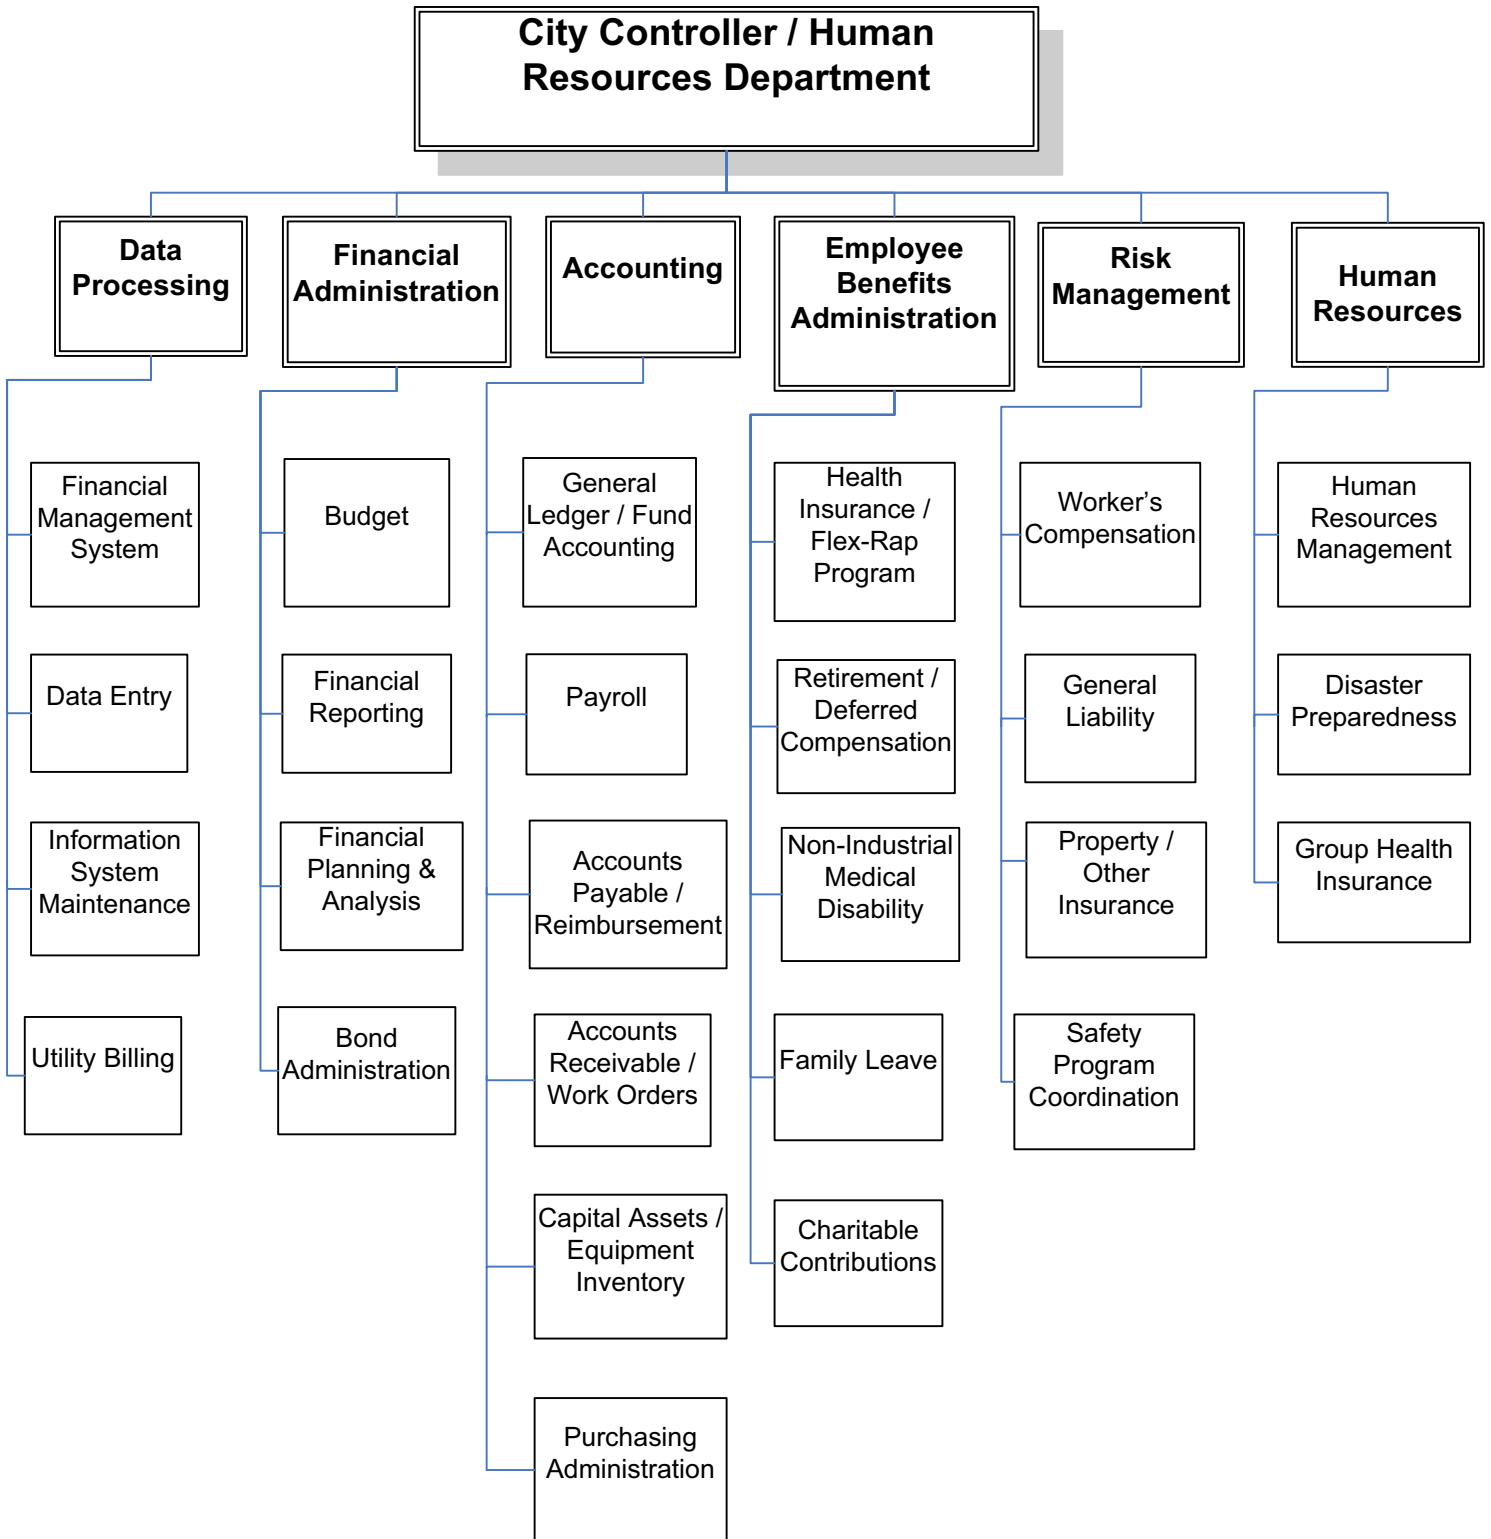 City Controller / Human
Resources Department
Data
Processing
Financial
Administration
Accounting
Employee
Benefits
Administration
Risk
Management
Human
Resources
Financial
Management
System
Data Entry
Information
System
Maintenance
Utility Billing
Budget
Financial
Reporting
Financial
Planning &
Analysis
Bond
Administration
General
Ledger / Fund
Accounting
Payroll
Accounts
Payable /
Reimbursement
Accounts
Receivable /
Work Orders
Capital Assets /
Equipment
Inventory
Purchasing
Administration
Health
Insurance /
Flex-Rap
Program
Retirement /
Deferred
Compensation
Non-Industrial
Medical
Disability
Family Leave
Charitable
Contributions
Worker’s
Compensation
General
Liability
Property /
Other
Insurance
Safety
Program
Coordination
Human
Resources
Management
Disaster
Preparedness
Group Health
Insurance